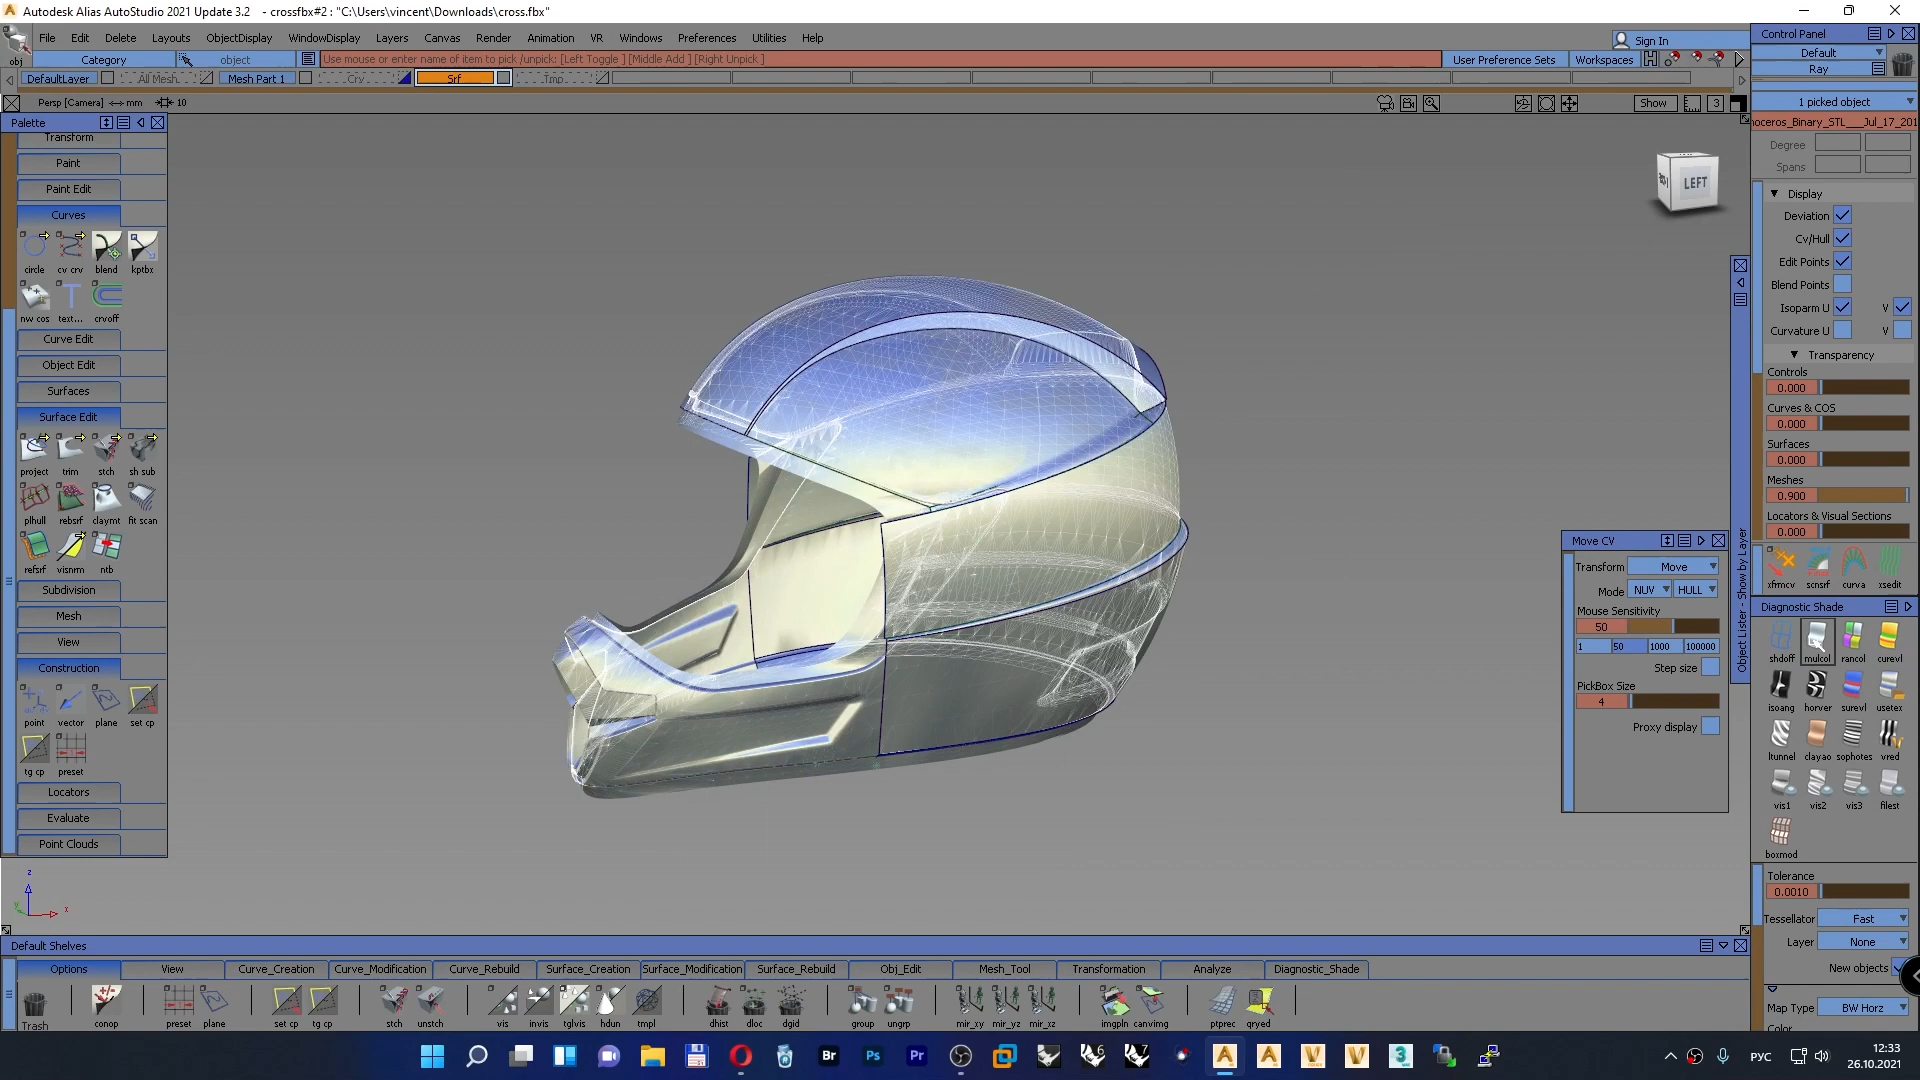 Autodesk Alias AutoStudio 2021 Update 3.2 - crossfbx#2 : "C:\Users\vincent\Downloads\cross.fbx"
File Edit Delete Layouts ObjectDisplay WindowDisplay Layers Canvas Render Animation VR Windows Preferences Utilities Help
Sign In
obj Category object Use mouse or enter name of item to pick /unpick: [Left Toggle ] [Middle Add ] [Right Unpick ] User Preference Sets Workspaces
DefaultLayer All Mesh Mesh Part 1 Crv Srf Tmp
Persp [Camera] mm 10 Show 3
Palette
Transform
Paint
Paint Edit
Curves
circle cv crv blend kptbx
nw cos text... crvoff
Curve Edit
Object Edit
Surfaces
Surface Edit
project trim stch sh sub
plhull rebsrf claymt fit scan
refsrf visnrm ntb
Subdivision
Mesh
View
Construction
point vector plane set cp
tg cp preset
Locators
Evaluate
Point Clouds
z
y x
LEFT
Object Lister - Show by Layer
Move CV
Transform Move
Mode NUV HULL
Mouse Sensitivity
50
1 50 1000 100000
Step size
PickBox Size
4
Proxy display
Control Panel
Default
Ray
1 picked object
noceros_Binary_STL___Jul_17_201
Degree
Spans
Display
Deviation
Cv/Hull
Edit Points
Blend Points
Isoparm U V
Curvature U V
Transparency
Controls
0.000
Curves & COS
0.000
Surfaces
0.000
Meshes
0.900
Locators & Visual Sections
0.000
xfrmcv scnsrf curva xsedit
Diagnostic Shade
shdoff mulcol rancol curevl
isoang horver surevl usetex
ltunnel clayao sophotes vred
vis1 vis2 vis3 filest
boxmod
Tolerance
0.0010
Tessellator Fast
Layer None
New objects
Map Type BW Horz
Color
Default Shelves
Options View Curve_Creation Curve_Modification Curve_Rebuild Surface_Creation Surface_Modification Surface_Rebuild Obj_Edit Mesh_Tool Transformation Analyze Diagnostic_Shade
Trash conop preset plane set cp tg cp stch unstch vis invis tglvis hdun tmpl dhist dloc dgid group ungrp mir_xy mir_yz mir_xz imgpln canvimg ptprec qryed
Br Ps Pr 6 7 A A V V 3
РУС
12:33
26.10.2021